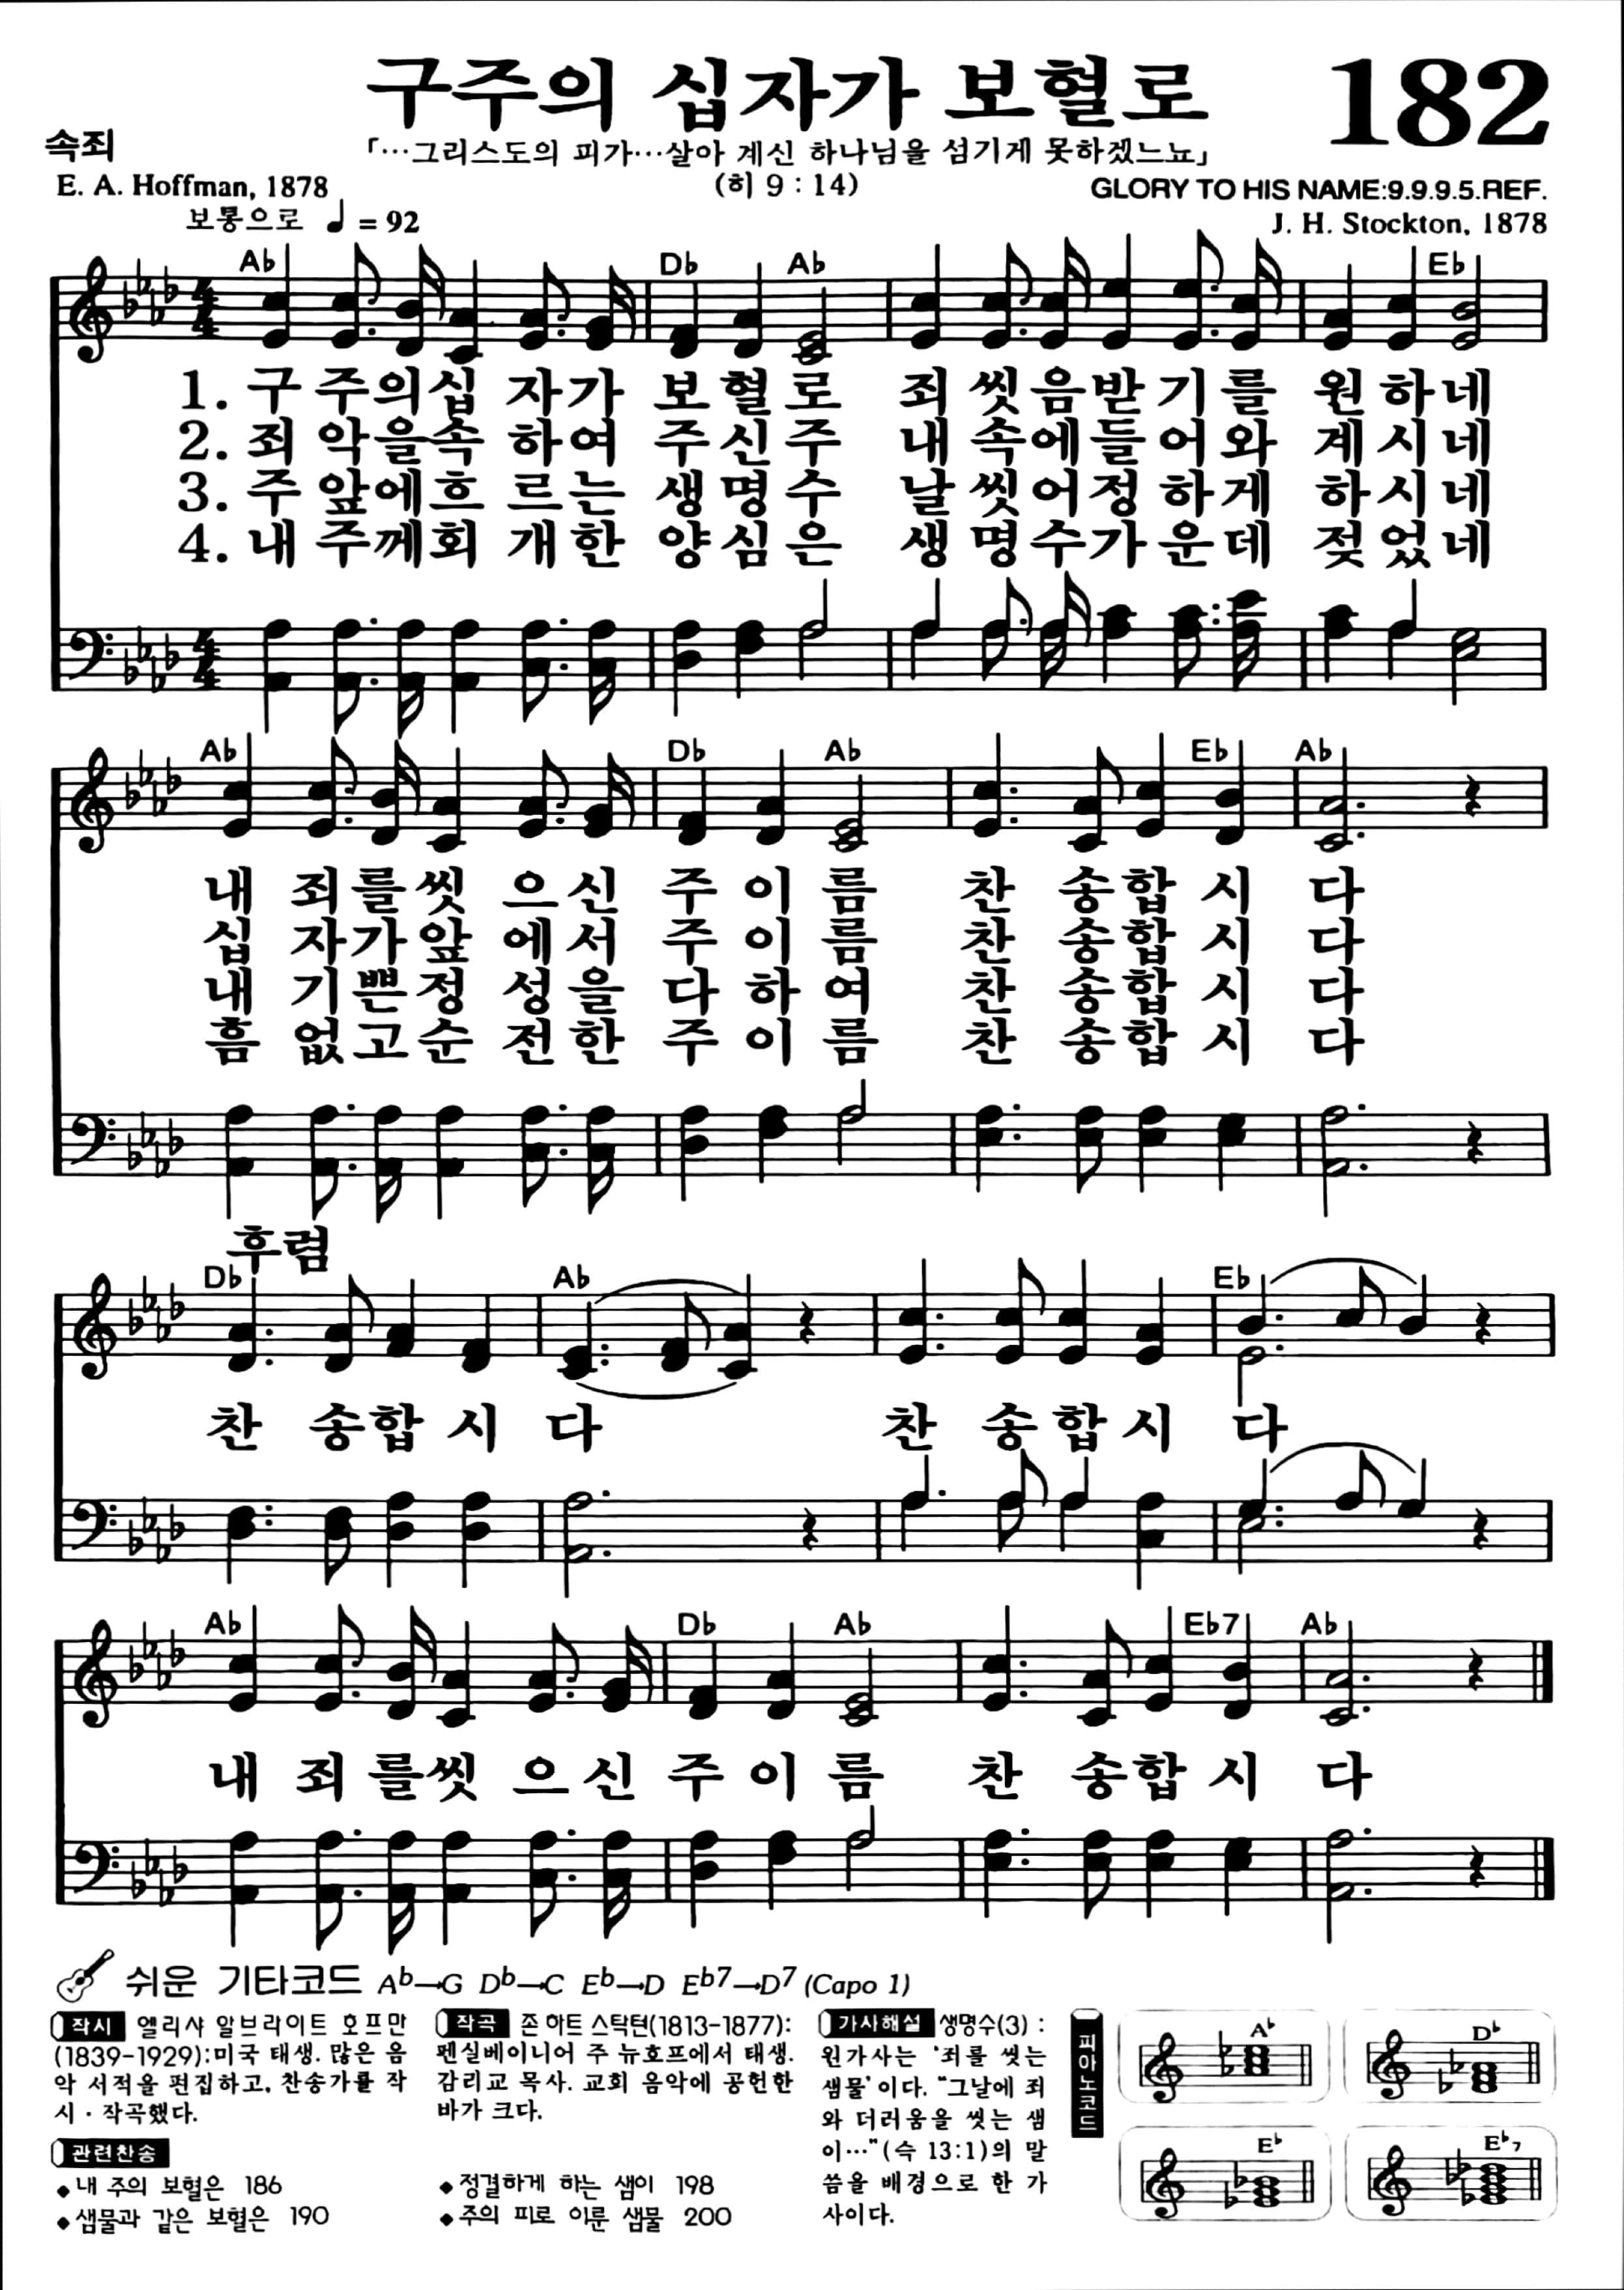 구주의 십자가 보혈로
182
속죄
「…그리스도의 피가…살아 계신 하나님을 섬기게 못하겠느뇨」
E. A. Hoffman, 1878
(히 9 : 14)
GLORY TO HIS NAME:9.9.9.5.REF.
보통으로 ♩ = 92
J. H. Stockton, 1878
A♭ D♭ A♭ E♭
4/4
1. 구 주의십 자가 보혈로 죄 씻음받기를 원하네
2. 죄 악을속 하여 주신주 내 속에들어와 계시네
3. 주 앞에흐 르는 생명수 날 씻어정하게 하시네
4. 내 주께회 개한 양심은 생 명수가운데 젖었네
4/4
A♭ D♭ A♭ E♭ A♭
내 죄를씻 으신 주 이 름 찬 송합 시 다
십 자가앞 에서 주 이 름 찬 송합 시 다
내 기쁜정 성을 다 하 여 찬 송합 시 다
흠 없고순 전한 주 이 름 찬 송합 시 다
후렴
D♭ A♭ E♭
찬 송합 시 다 찬 송합 시 다
A♭ D♭ A♭ E♭7 A♭
내 죄 를씻 으신 주 이 름 찬 송합 시 다
쉬운 기타코드 A♭→G D♭→C E♭→D E♭7→D7 (Capo 1)
작시 엘리샤 알브라이트 호프만
(1839-1929):미국 태생. 많은 음
악 서적을 편집하고, 찬송가를 작
시·작곡했다.
작곡 존 하트 스탁턴(1813-1877):
펜실베이니어 주 뉴호프에서 태생.
감리교 목사. 교회 음악에 공헌한
바가 크다.
관련찬송
◆내 주의 보혈은 186
◆샘물과 같은 보혈은 190
◆정결하게 하는 샘이 198
◆주의 피로 이룬 샘물 200
가사해설 생명수(3) :
원가사는 '죄를 씻는
샘물'이다. "그날에 죄
와 더러움을 씻는 샘
이…"(슥 13:1)의 말
씀을 배경으로 한 가
사이다.
피아노코드
A♭
D♭
E♭
E♭7